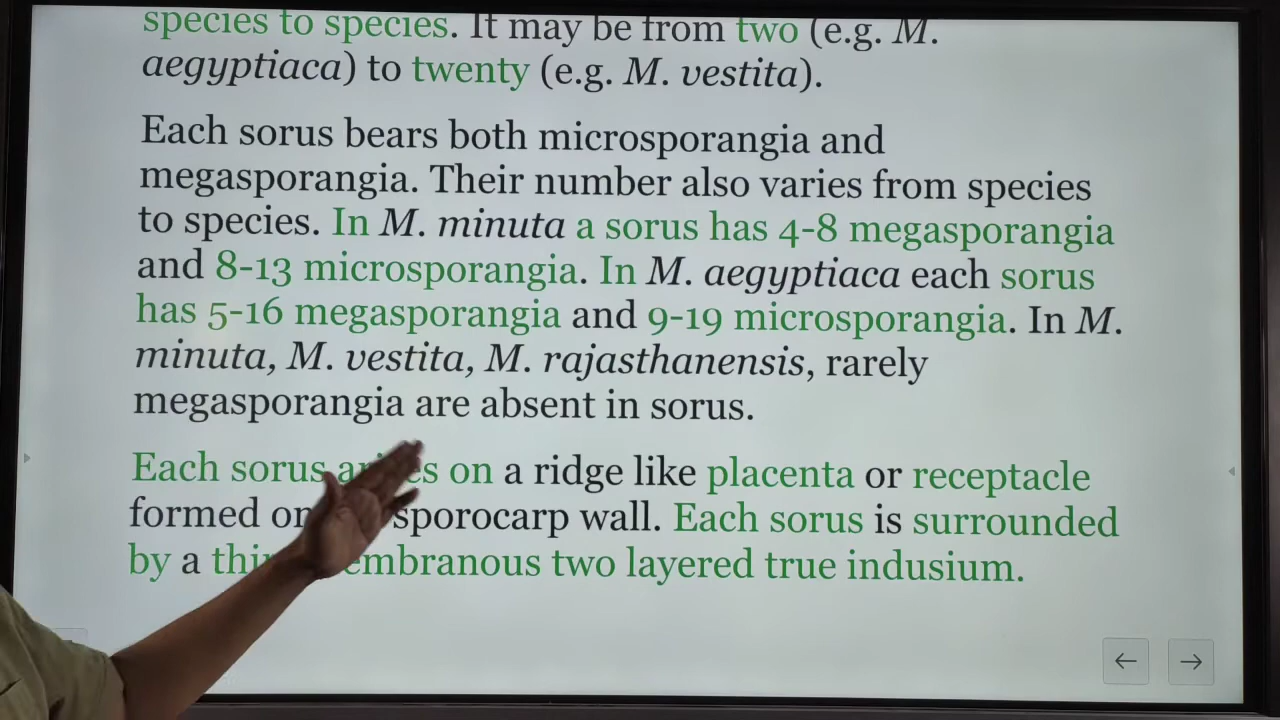 species to species. It may be from two (e.g. M.
aegyptiaca) to twenty (e.g. M. vestita).
Each sorus bears both microsporangia and
megasporangia. Their number also varies from species
to species. In M. minuta a sorus has 4-8 megasporangia
and 8-13 microsporangia. In M. aegyptiaca each sorus
has 5-16 megasporangia and 9-19 microsporangia. In M.
minuta, M. vestita, M. rajasthanensis, rarely
megasporangia are absent in sorus.
Each sorus on a ridge like placenta or receptacle
formed sporocarp wall. Each sorus is surrounded
by a two layered true indusium.